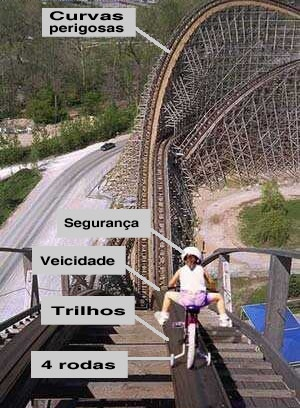 Curvas
perigosas
Segurança
Veicidade
Trilhos
4 rodas